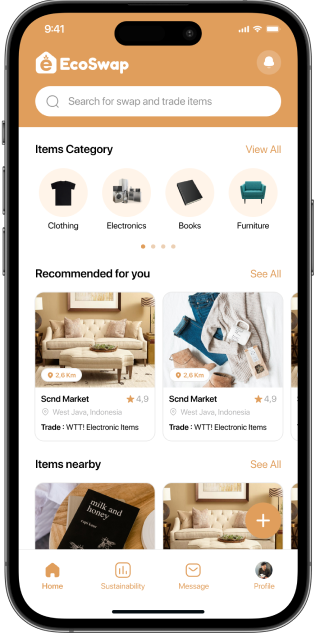 9:41
EcoSwap
Search for swap and trade items
Items Category
View All
Clothing
Electronics
Books
Furniture
Recommended for you
See All
2,6 Km
2,6 Km
Scnd Market
4,9
Scnd Market
4,9
West Java, Indonesia
West Java, Indonesia
Trade : WTT! Electronic Items
Trade : WTT! Electronic Items
Items nearby
See All
milk and
honey
rupi kaur
Home
Sustainability
Message
Profile